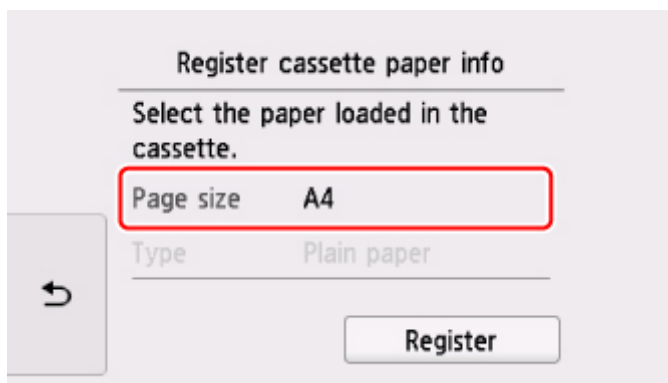 Register cassette paper info
Select the paper loaded in the
cassette.
Page size A4
Type Plain paper
Register